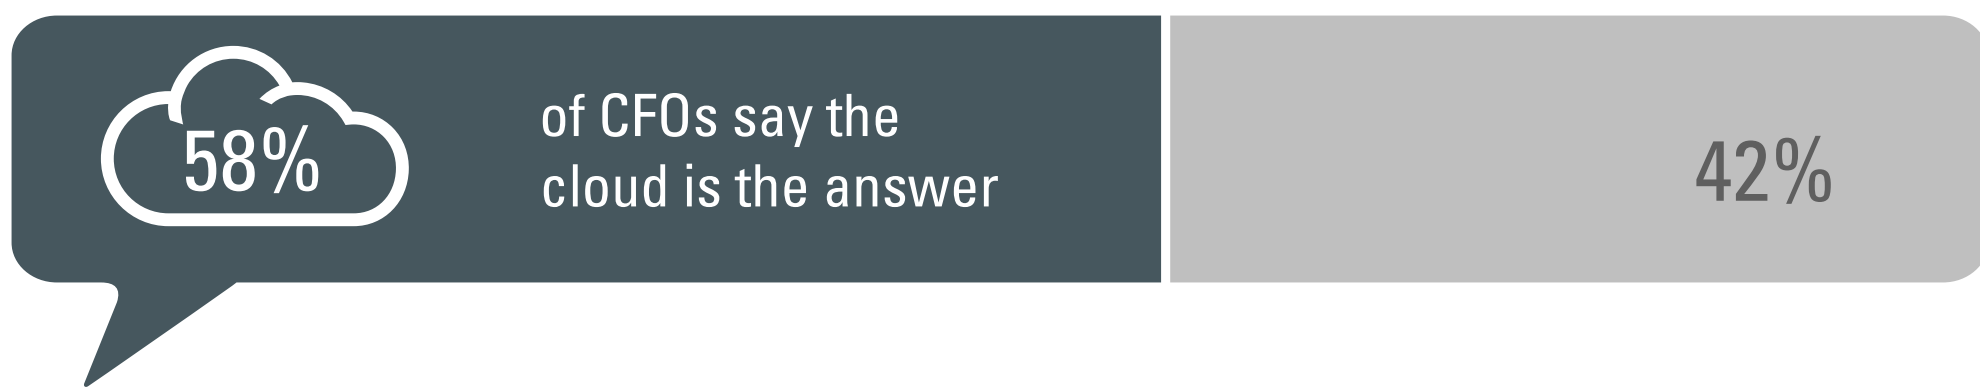 58%
of CFOs say the
cloud is the answer
42%